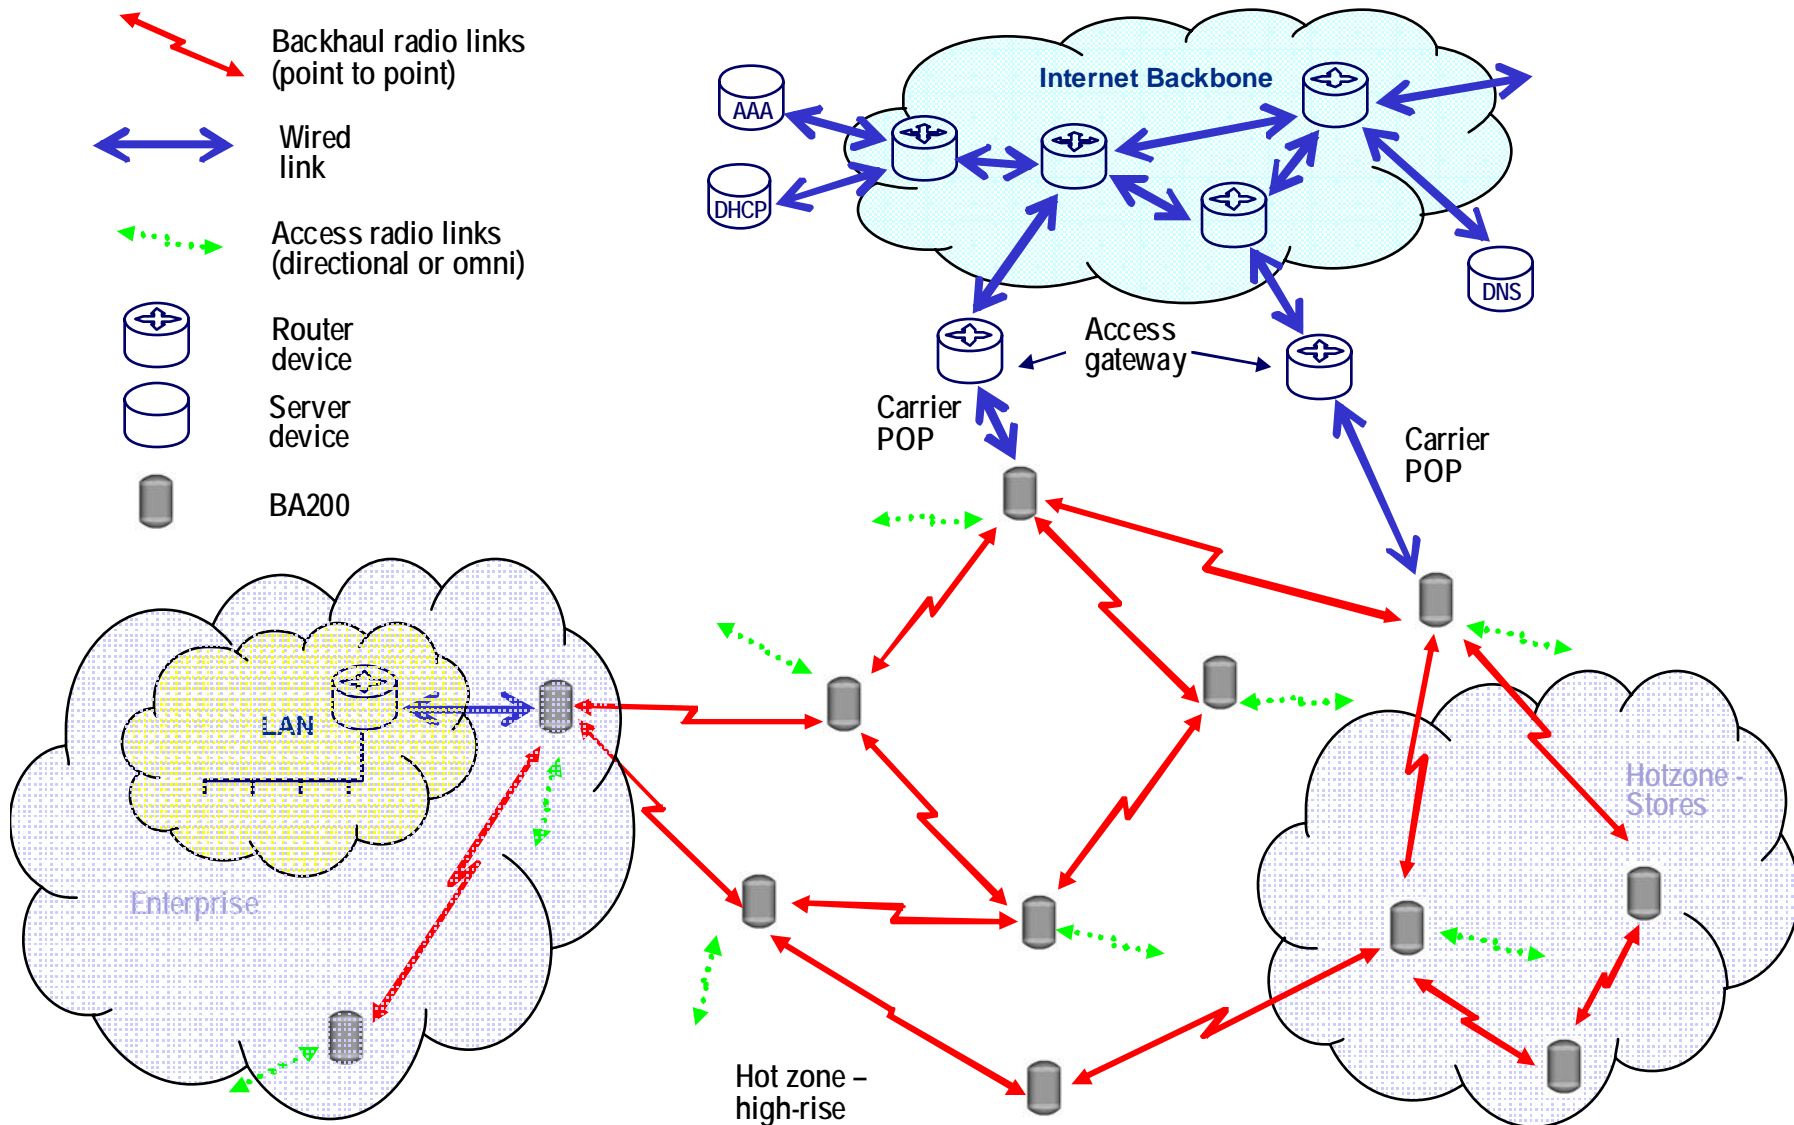 Backhaul radio links
(point to point)
Wired
link
Access radio links
(directional or omni)
Router
device
Server
device
BA200
Internet Backbone
AAA
DHCP
DNS
Access
gateway
Carrier
POP
Carrier
POP
LAN
Enterprise
Hotzone -
Stores
Hot zone –
high-rise